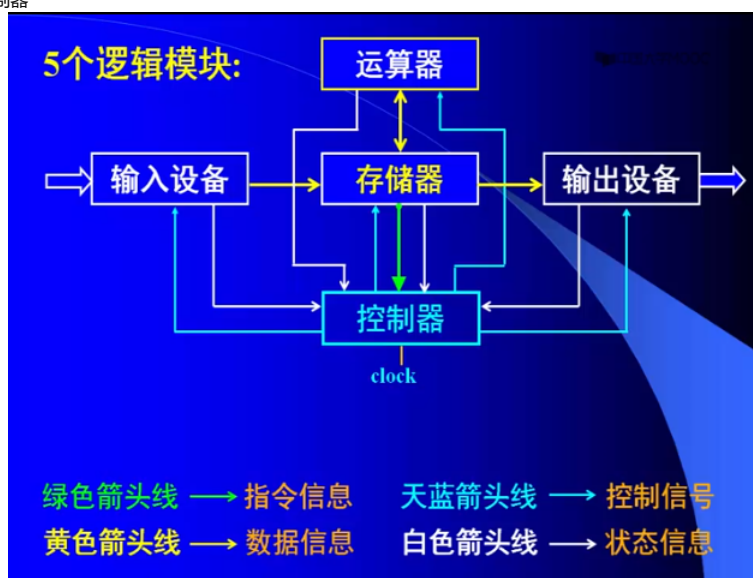 制器
5个逻辑模块:
运算器
输入设备
存储器
输出设备
控制器
clock
绿色箭头线 指令信息
天蓝箭头线 控制信号
黄色箭头线 数据信息
白色箭头线 状态信息